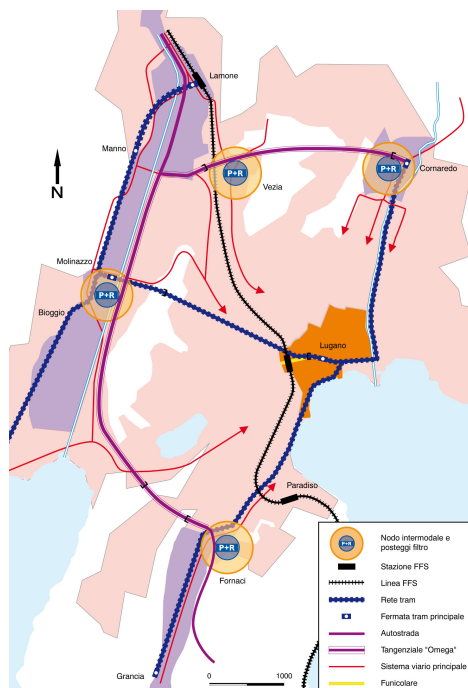 Lamone
Manno
N
P+R
Vezia
P+R
Cornaredo
Molinazzo
P+R
Bioggio
Lugano
Paradiso
P+R
Fornaci
Grancia
0 1000
P+R
Nodo intermodale e
posteggi filtro
Stazione FFS
Linea FFS
Rete tram
Fermata tram principale
Autostrada
Tangenziale "Omega"
Sistema viario principale
Funicolare